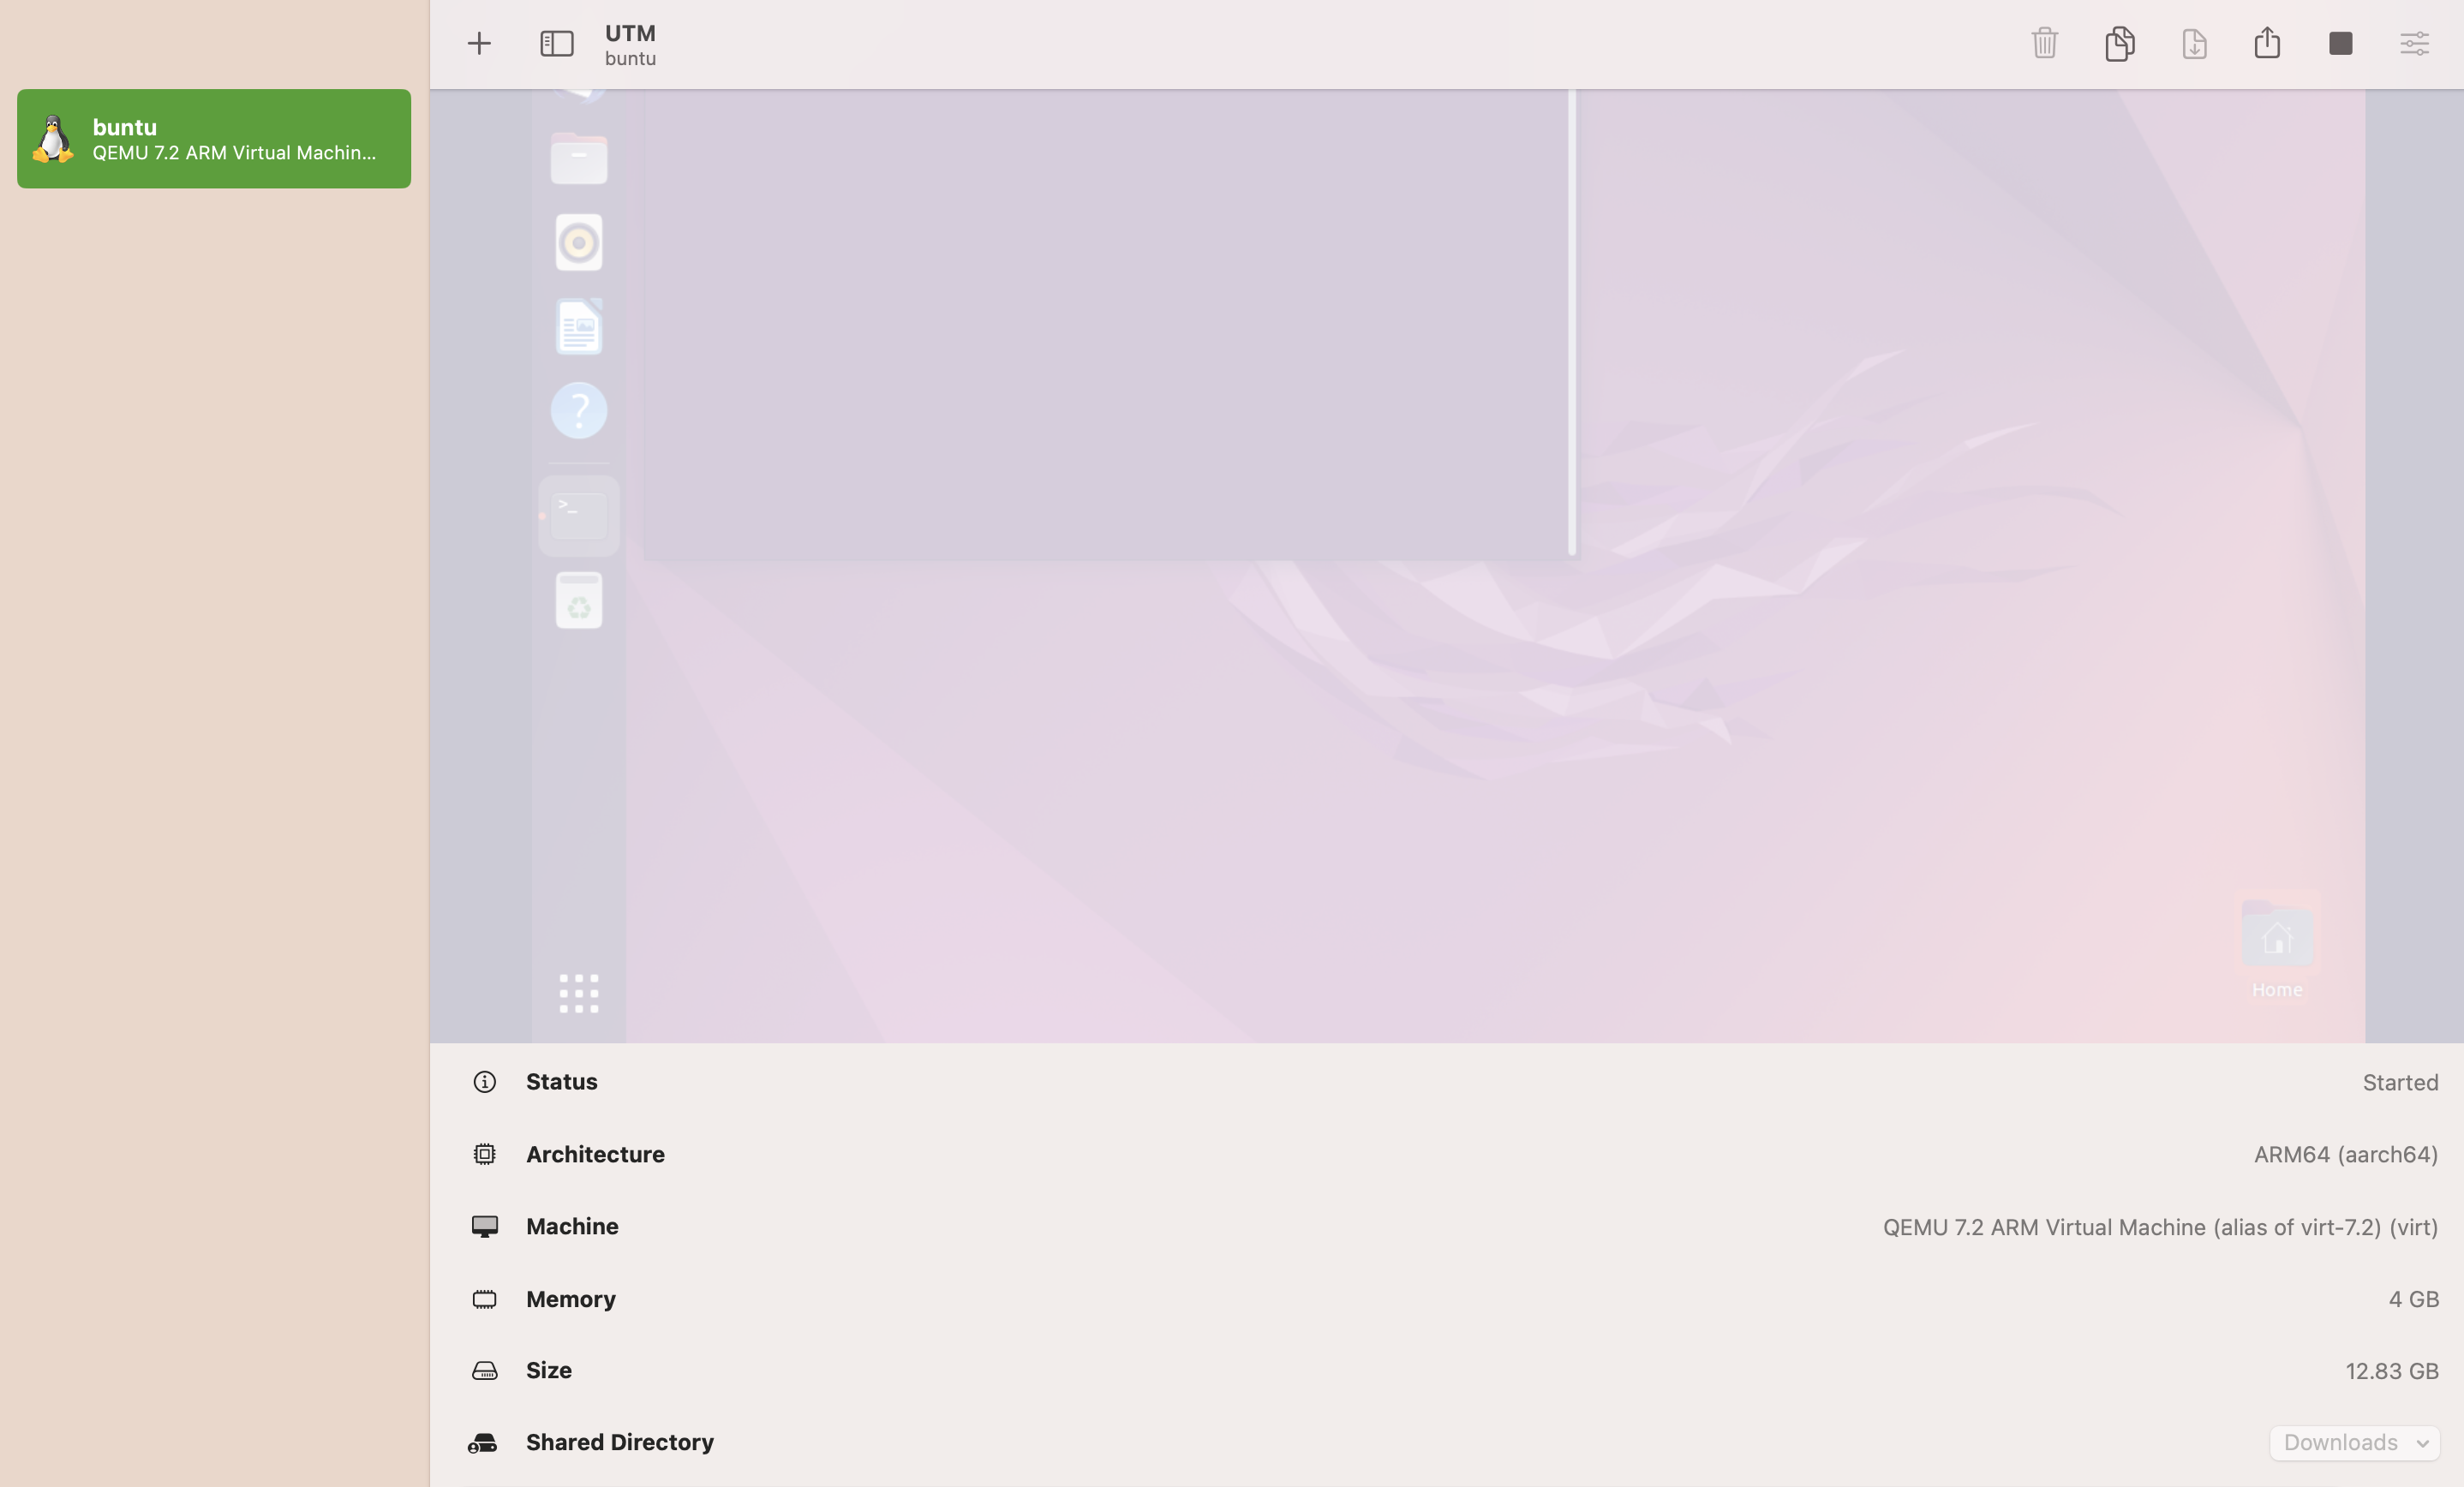 UTM
buntu
buntu
QEMU 7.2 ARM Virtual Machin...
>_
?
Home
Status
Started
Architecture
ARM64 (aarch64)
Machine
QEMU 7.2 ARM Virtual Machine (alias of virt-7.2) (virt)
Memory
4 GB
Size
12.83 GB
Shared Directory
Downloads